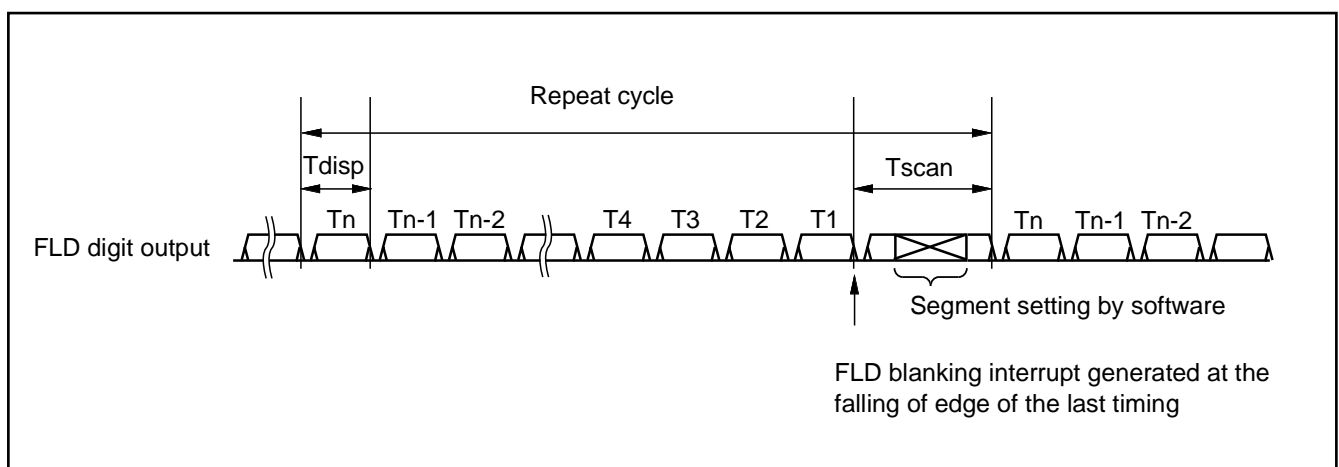 Repeat cycle
Tdisp
Tscan
Tn Tn-1 Tn-2 T4 T3 T2 T1 Tn Tn-1 Tn-2
FLD digit output
Segment setting by software
FLD blanking interrupt generated at the
falling of edge of the last timing